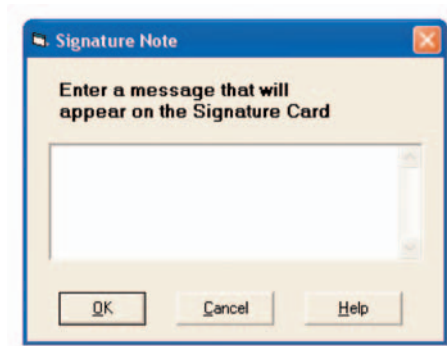 Signature Note
Enter a message that will
appear on the Signature Card
OK
Cancel
Help